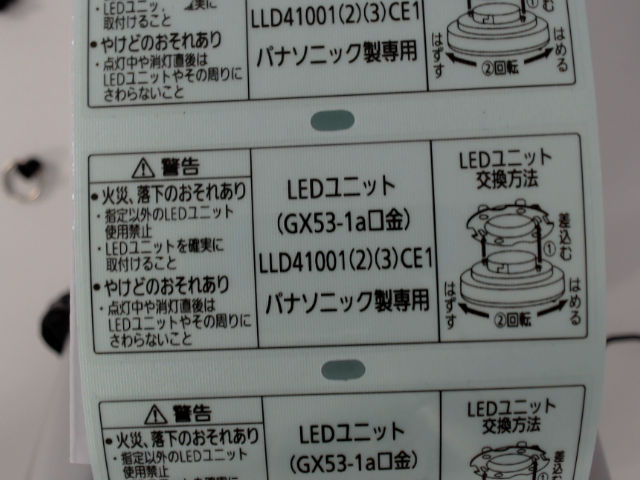 ・LEDユニットを確実に
取付けること
●やけどのおそれあり
・点灯中や消灯直後は
LEDユニットやその周りに
さわらないこと
LLD41001(2)(3)CE1
パナソニック製専用
①
はずす
②回転
はめる
⚠警告
●火災、落下のおそれあり
・指定以外のLEDユニット
使用禁止
・LEDユニットを確実に
取付けること
●やけどのおそれあり
・点灯中や消灯直後は
LEDユニットやその周りに
さわらないこと
LEDユニット
(GX53-1a口金)
LLD41001(2)(3)CE1
パナソニック製専用
LEDユニット
交換方法
差込む
①
はずす
②回転
はめる
⚠警告
●火災、落下のおそれあり
・指定以外のLEDユニット
使用禁止
LEDユニット
(GX53-1a口金)
LEDユニット
交換方法
差込む